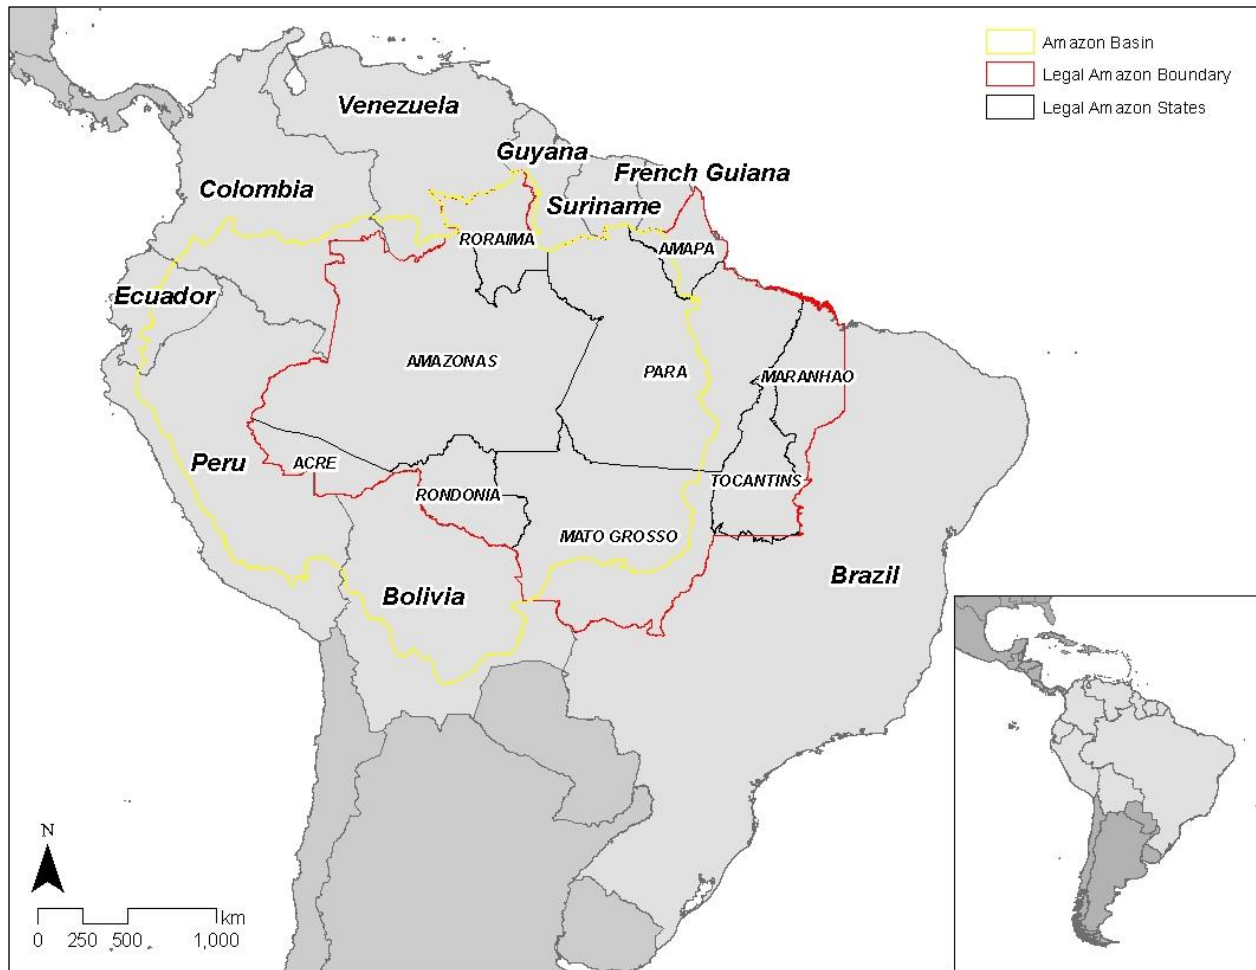 Amazon Basin
Legal Amazon Boundary
Legal Amazon States
Venezuela
Guyana
French Guiana
Colombia
Suriname
RORAIMA
AMAPA
Ecuador
AMAZONAS
PARA
MARANHAO
Peru
ACRE
RONDONIA
TOCANTINS
MATO GROSSO
Bolivia
Brazil
N
km
0 250 500 1,000